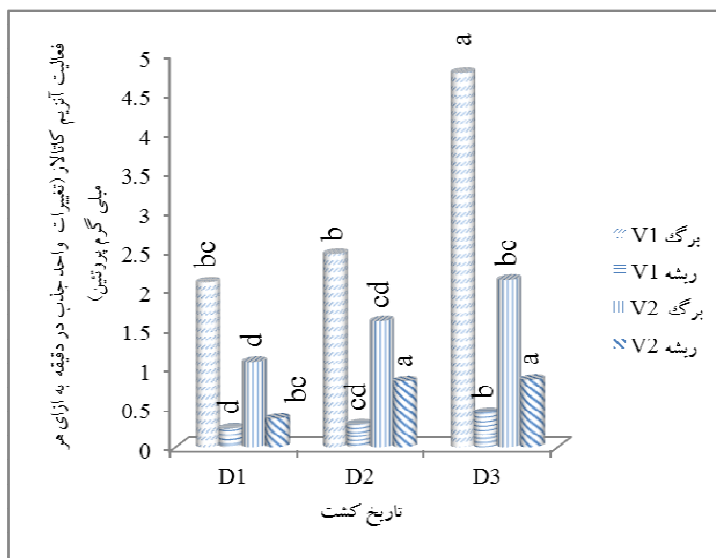 فعالیت آنزیم کاتالاز (تغییرات واحد جذب در دقیقه به ازای هر
میلی گرم پروتئین)
5
4.5
4
3.5
3
2.5
2
1.5
1
0.5
0
bc
d
d
bc
b
cd
cd
a
a
b
bc
a
D1
D2
D3
تاریخ کشت
برگ V1
ریشه V1
برگ V2
ریشه V2